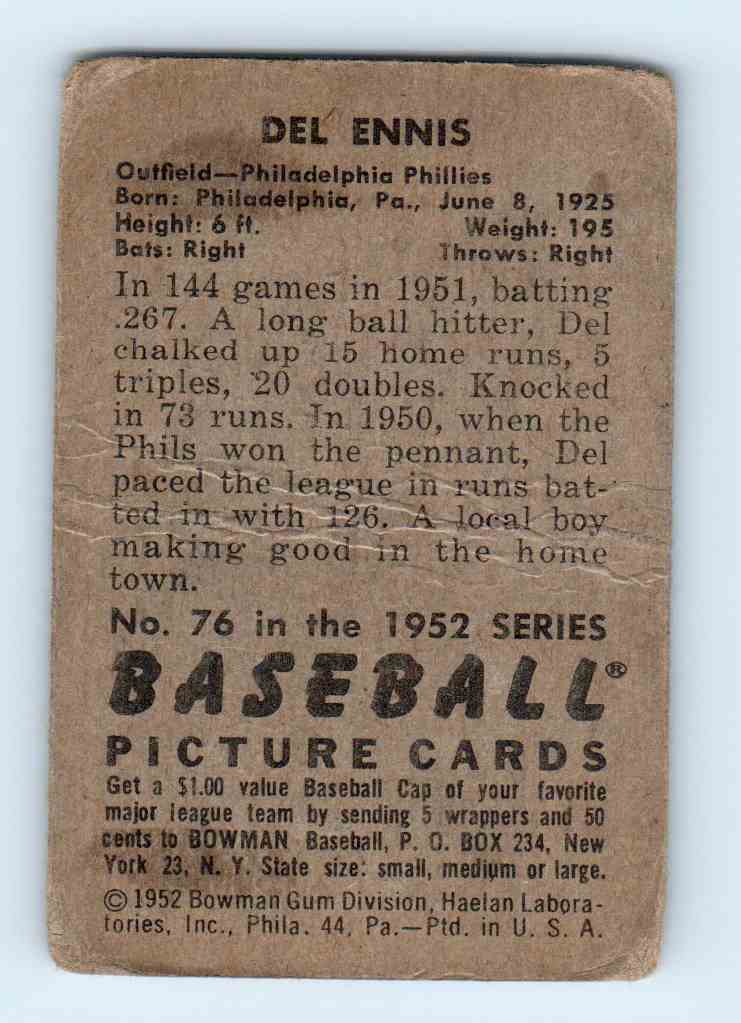 DEL ENNIS
Outfield—Philadelphia Phillies
Born: Philadelphia, Pa., June 8, 1925
Height: 6 ft. Weight: 195
Bats: Right Throws: Right
In 144 games in 1951, batting
.267. A long ball hitter, Del
chalked up 15 home runs, 5
triples, 20 doubles. Knocked
in 73 runs. In 1950, when the
Phils won the pennant, Del
paced the league in runs bat-
ted in with 126. A local boy
making good in the home
town.
No. 76 in the 1952 SERIES
BASEBALL®
PICTURE CARDS
Get a $1.00 value Baseball Cap of your favorite
major league team by sending 5 wrappers and 50
cents to BOWMAN Baseball, P. O. BOX 234, New
York 23, N. Y. State size: small, medium or large.
© 1952 Bowman Gum Division, Haelan Labora-
tories, Inc., Phila. 44, Pa.—Ptd. in U. S. A.